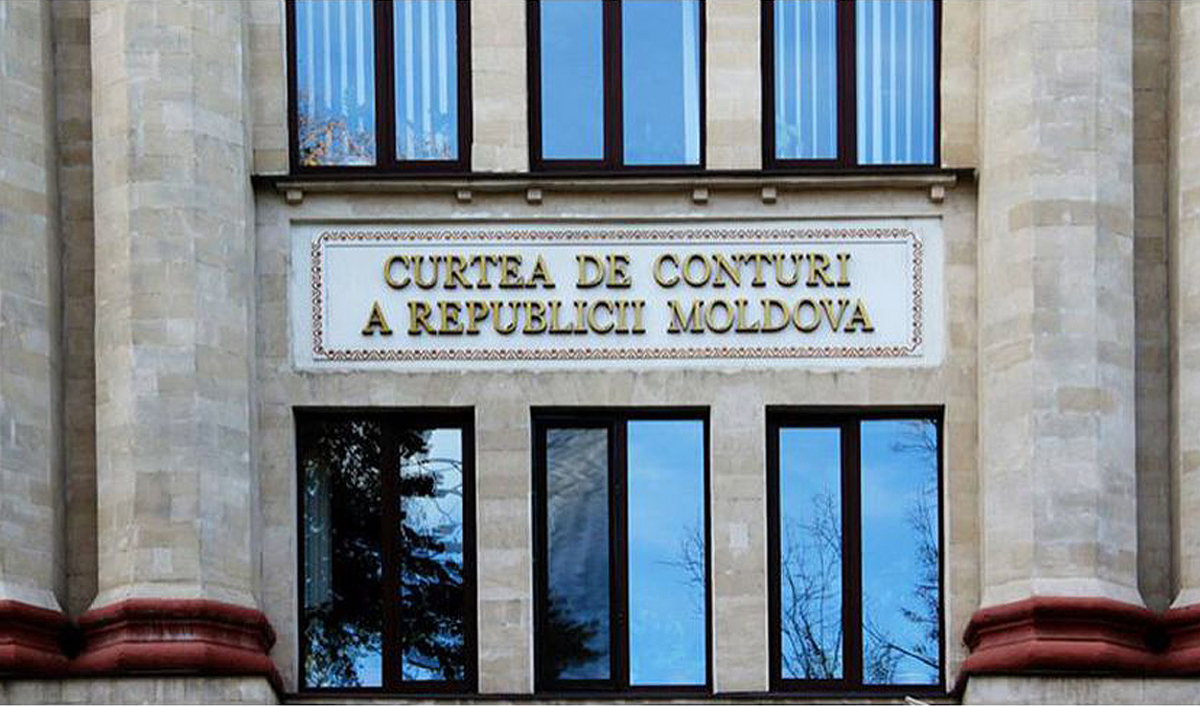 CURTEA DE CONTURI
A REPUBLICII MOLDOVA